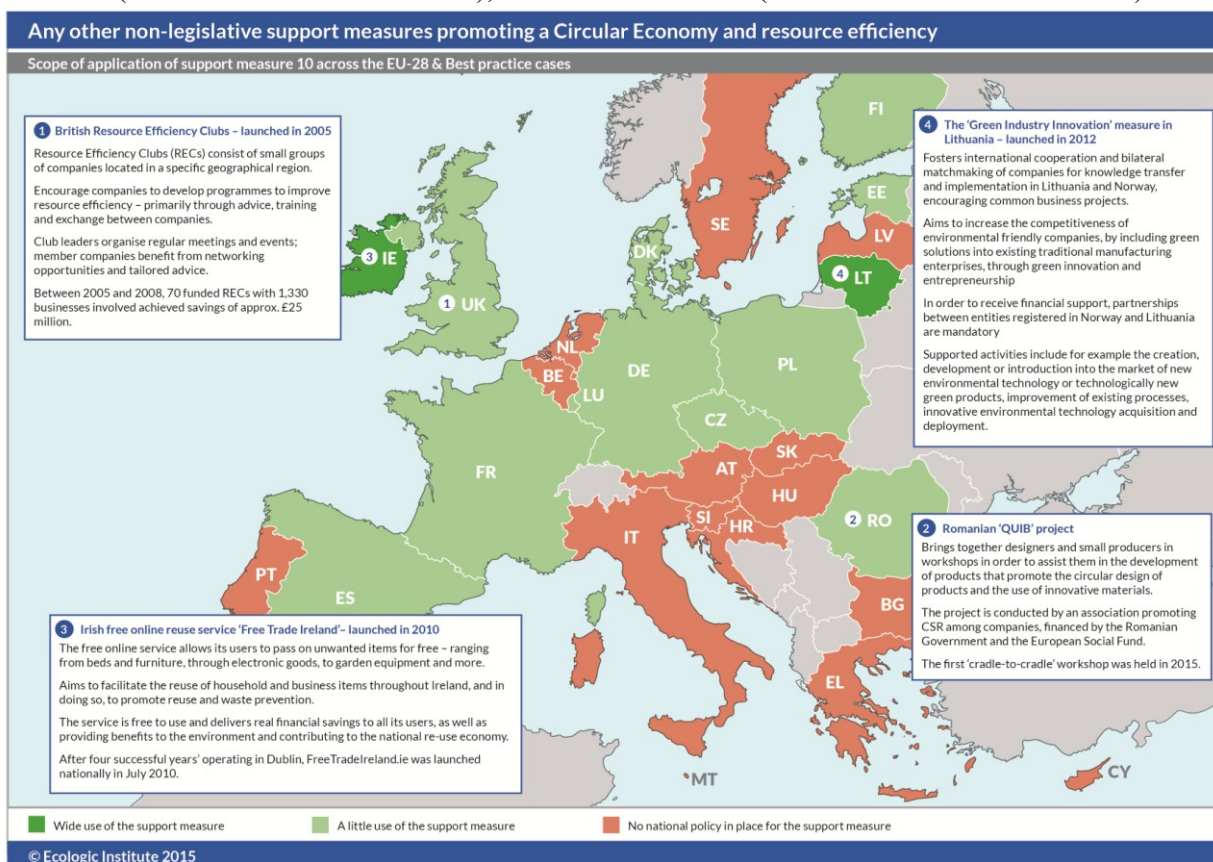 Any other non-legislative support measures promoting a Circular Economy and resource efficiency
Scope of application of support measure 10 across the EU-28 & Best practice cases
1 British Resource Efficiency Clubs – launched in 2005
Resource Efficiency Clubs (RECs) consist of small groups
of companies located in a specific geographical region.
Encourage companies to develop programmes to improve
resource efficiency – primarily through advice, training
and exchange between companies.
Club leaders organise regular meetings and events;
member companies benefit from networking
opportunities and tailored advice.
Between 2005 and 2008, 70 funded RECs with 1,330
businesses involved achieved savings of approx. £25
million.
4 The ‘Green Industry Innovation’ measure in
Lithuania – launched in 2012
Fosters international cooperation and bilateral
matchmaking of companies for knowledge transfer
and implementation in Lithuania and Norway,
encouraging common business projects.
Aims to increase the competitiveness of
environmental friendly companies, by including green
solutions into existing traditional manufacturing
enterprises, through green innovation and
entrepreneurship
In order to receive financial support, partnerships
between entities registered in Norway and Lithuania
are mandatory
Supported activities include for example the creation,
development or introduction into the market of new
environmental technology or technologically new
green products, improvement of existing processes,
innovative environmental technology acquisition and
deployment.
FI
EE
SE
LV
DK
3 IE
4 LT
1 UK
NL
BE
DE
PL
LU
CZ
FR
SK
AT
HU
SI
HR
2 RO
IT
PT
ES
BG
EL
MT
CY
2 Romanian ‘QUIB’ project
Brings together designers and small producers in
workshops in order to assist them in the development
of products that promote the circular design of
products and the use of innovative materials.
The project is conducted by an association promoting
CSR among companies, financed by the Romanian
Government and the European Social Fund.
The first ‘cradle-to-cradle’ workshop was held in 2015.
3 Irish free online reuse service ‘Free Trade Ireland’– launched in 2010
The free online service allows its users to pass on unwanted items for free – ranging
from beds and furniture, through electronic goods, to garden equipment and more.
Aims to facilitate the reuse of household and business items throughout Ireland, and in
doing so, to promote reuse and waste prevention.
The service is free to use and delivers real financial savings to all its users, as well as
providing benefits to the environment and contributing to the national re-use economy.
After four successful years’ operating in Dublin, FreeTradeIreland.ie was launched
nationally in July 2010.
Wide use of the support measure
A little use of the support measure
No national policy in place for the support measure
© Ecologic Institute 2015